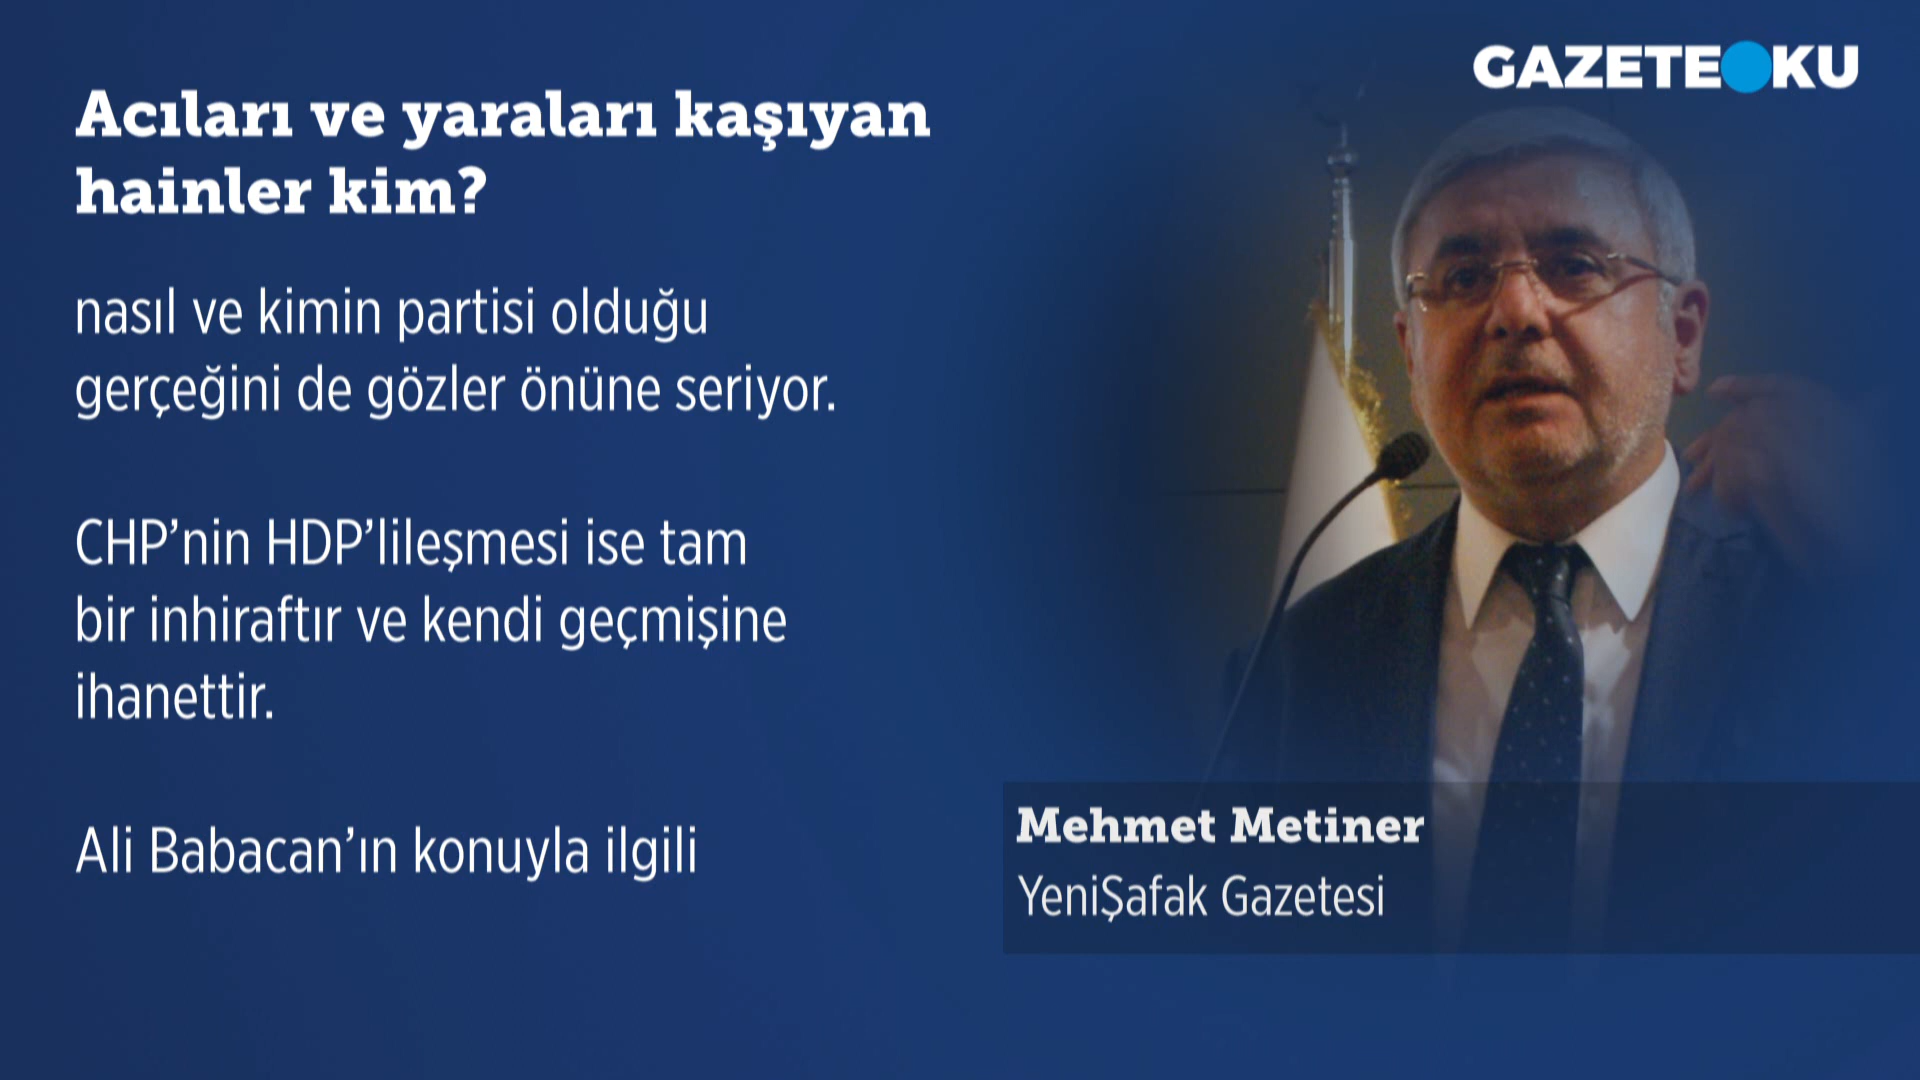 GAZETE KU
Acıları ve yaraları kaşıyan
hainler kim?
nasıl ve kimin partisi olduğu
gerçeğini de gözler önüne seriyor.
CHP’nin HDP’lileşmesi ise tam
bir inhiraftır ve kendi geçmişine
ihanettir.
Ali Babacan’ın konuyla ilgili
Mehmet Metiner
YeniŞafak Gazetesi